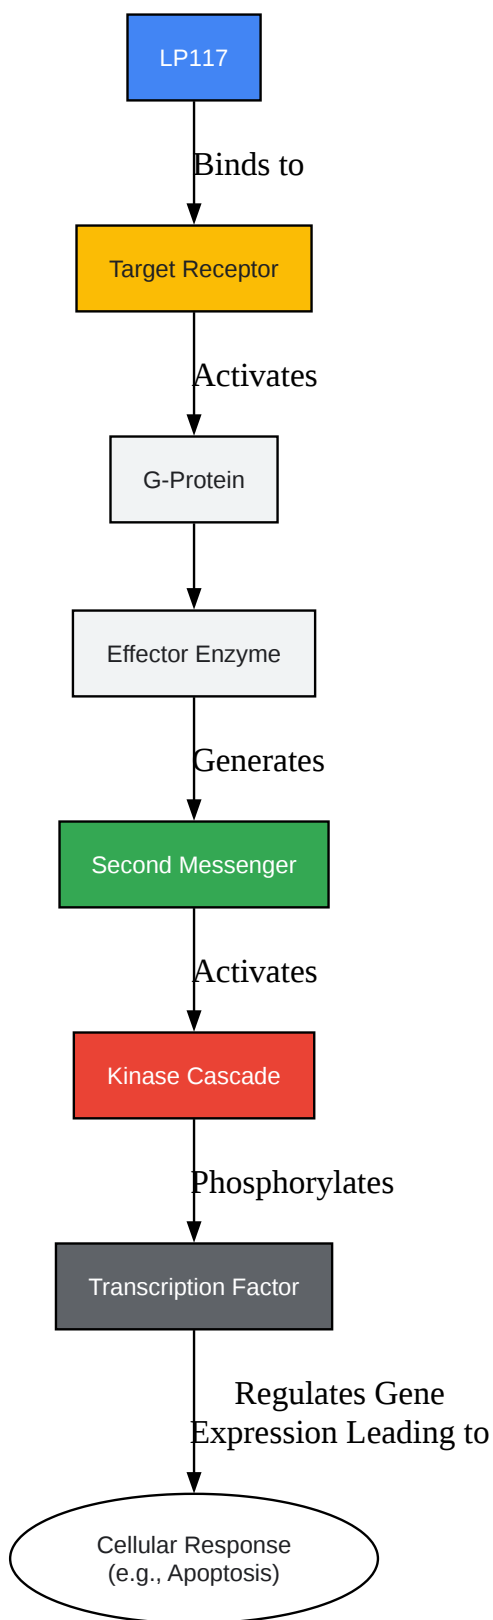 LP117
Binds to
Target Receptor
Activates
G-Protein
Effector Enzyme
Generates
Second Messenger
Activates
Kinase Cascade
Phosphorylates
Transcription Factor
Regulates Gene
Expression Leading to
Cellular Response
(e.g., Apoptosis)